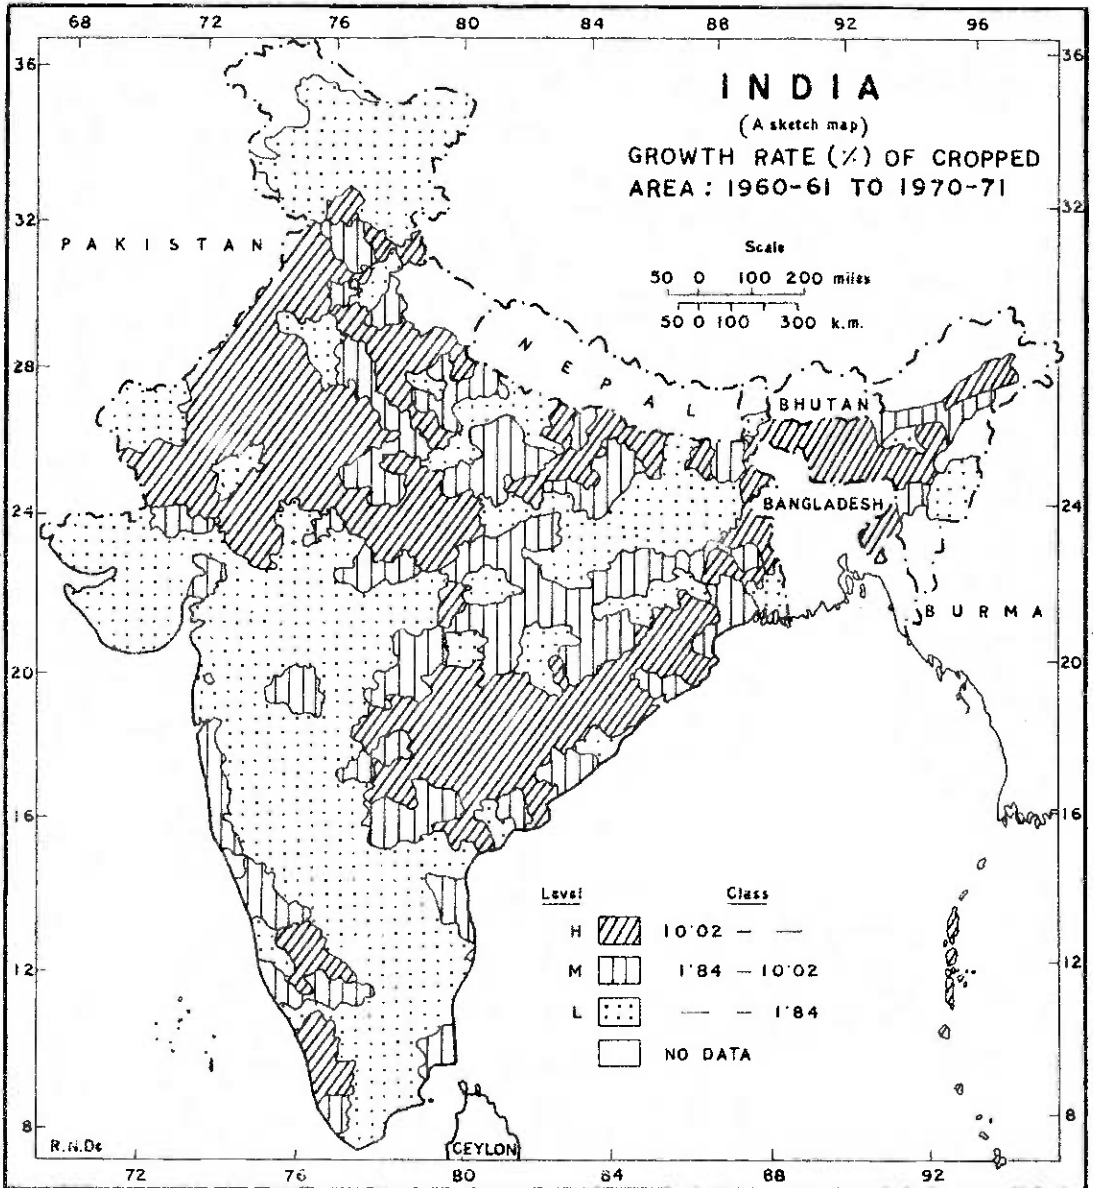 68 72 76 80 84 88 92 96
36 36
INDIA
(A sketch map)
GROWTH RATE (%) OF CROPPED
AREA : 1960-61 TO 1970-71
32 32
PAKISTAN
Scale
50 0 100 200 miles
50 0 100 300 k.m.
28 28
NEPAL
BHUTAN
24 24
BANGLADESH
BURMA
20 20
16 16
Level Class
H 10·02 — —
M 1·84 — 10·02
L — — 1·84
NO DATA
12 12
8 8
R.N.De
CEYLON
72 76 80 84 88 92